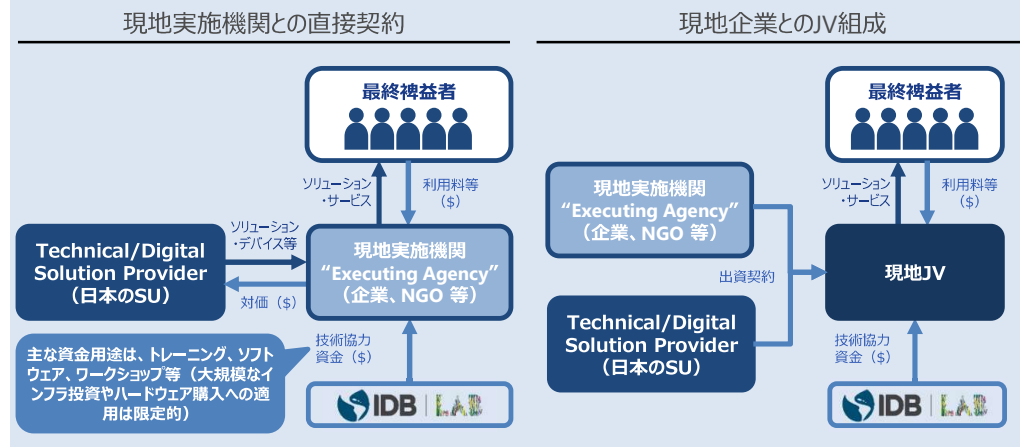 現地実施機関との直接契約
最終裨益者
ソリューション
・サービス
利用料等
($)
ソリューション
・デバイス等
Technical/Digital
Solution Provider
(日本のSU)
現地実施機関
“Executing Agency”
(企業、NGO 等)
対価($)
技術協力
資金($)
主な資金用途は、トレーニング、ソフト
ウェア、ワークショップ等(大規模なイ
ンフラ投資やハードウェア購入への適
用は限定的)
IDB | LAB
現地企業とのJV組成
最終裨益者
ソリューション
・サービス
利用料等
($)
現地実施機関
“Executing Agency”
(企業、NGO 等)
出資契約
現地JV
Technical/Digital
Solution Provider
(日本のSU)
技術協力
資金($)
IDB | LAB